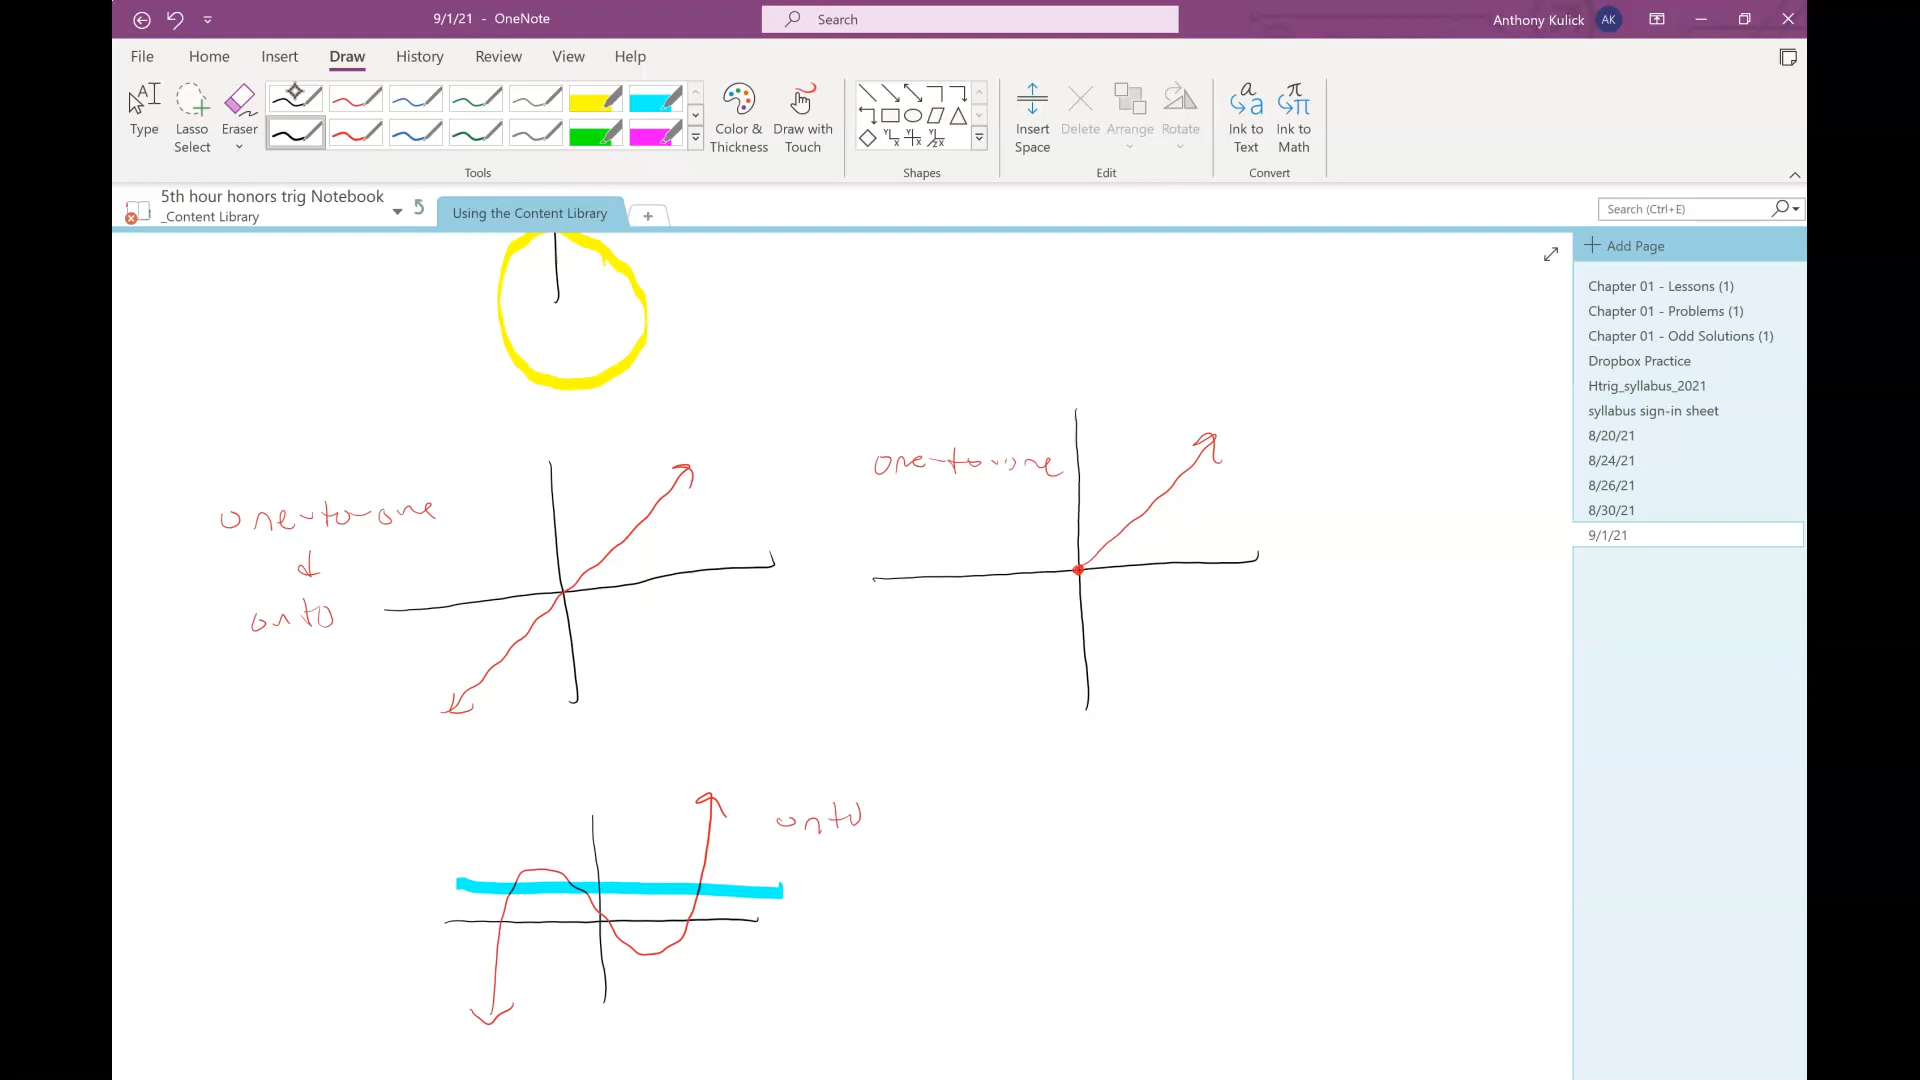 9/1/21 - OneNote
Search
Anthony Kulick
AK
File
Home
Insert
Draw
History
Review
View
Help
Type
Lasso
Select
Eraser
Color &
Thickness
Draw with
Touch
Insert
Space
Delete
Arrange
Rotate
Ink to
Text
Ink to
Math
Tools
Shapes
Edit
Convert
5th hour honors trig Notebook
_Content Library
Using the Content Library
Search (Ctrl+E)
Add Page
Chapter 01 - Lessons (1)
Chapter 01 - Problems (1)
Chapter 01 - Odd Solutions (1)
Dropbox Practice
Htrig_syllabus_2021
syllabus sign-in sheet
8/20/21
8/24/21
8/26/21
8/30/21
9/1/21
one-to-one
one-to-one
onto
onto